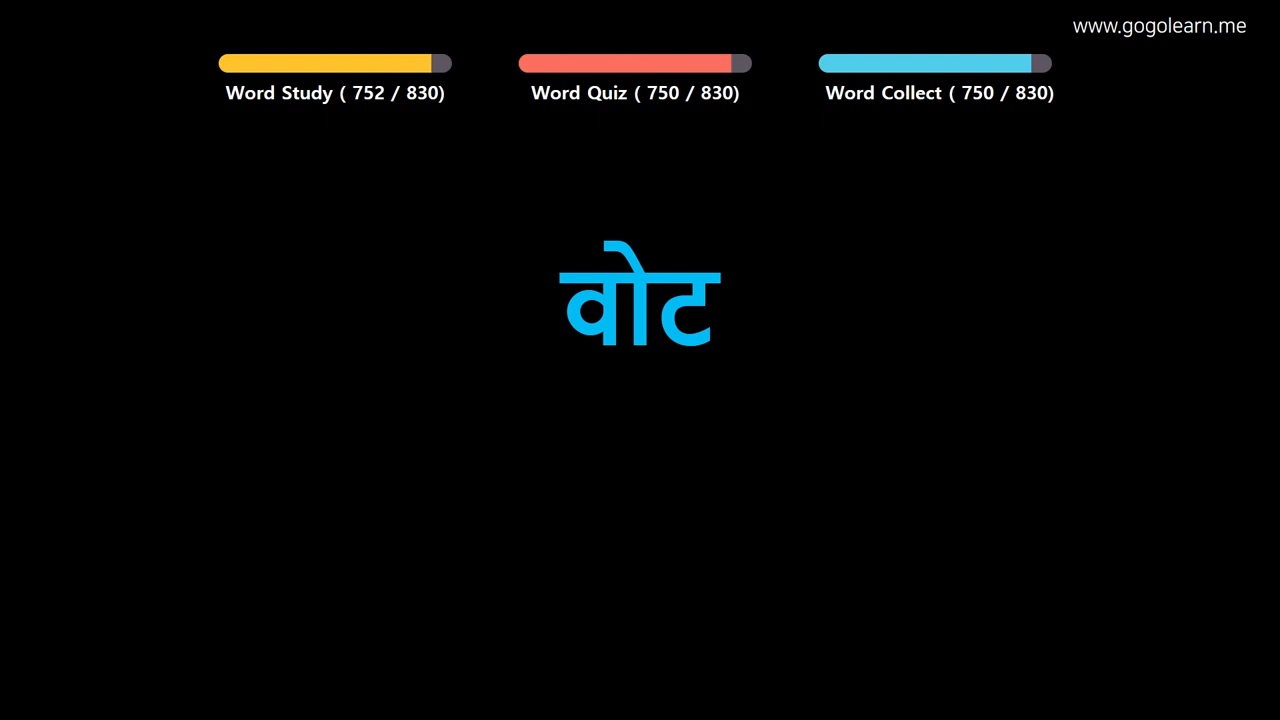 www.gogolearn.me
Word Study ( 752 / 830)
Word Quiz ( 750 / 830)
Word Collect ( 750 / 830)
वोट